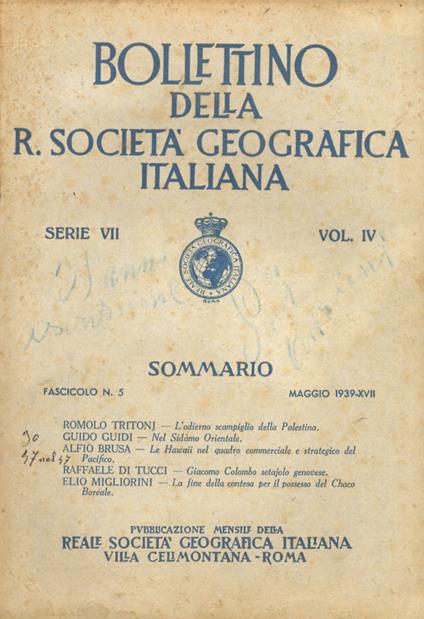 BOLLETTINO
DELLA
R. SOCIETÀ GEOGRAFICA
ITALIANA
SERIE VII
VOL. IV
REALE SOCIETÀ GEOGRAFICA ITALIANA
ROMA
SOMMARIO
FASCICOLO N. 5
MAGGIO 1939-XVII
ROMOLO TRITONJ — L'odierno scompiglio della Palestina.
GUIDO GUIDI — Nel Sidàmo Orientale.
ALFIO BRUSA — Le Hawaii nel quadro commerciale e strategico del
Pacifico.
RAFFAELE DI TUCCI — Giacomo Colombo setajolo genovese.
ELIO MIGLIORINI — La fine della contesa per il possesso del Chaco
Boreale.
PUBBLICAZIONE MENSILE DELLA
REALE SOCIETÀ GEOGRAFICA ITALIANA
VILLA CELIMONTANA - ROMA